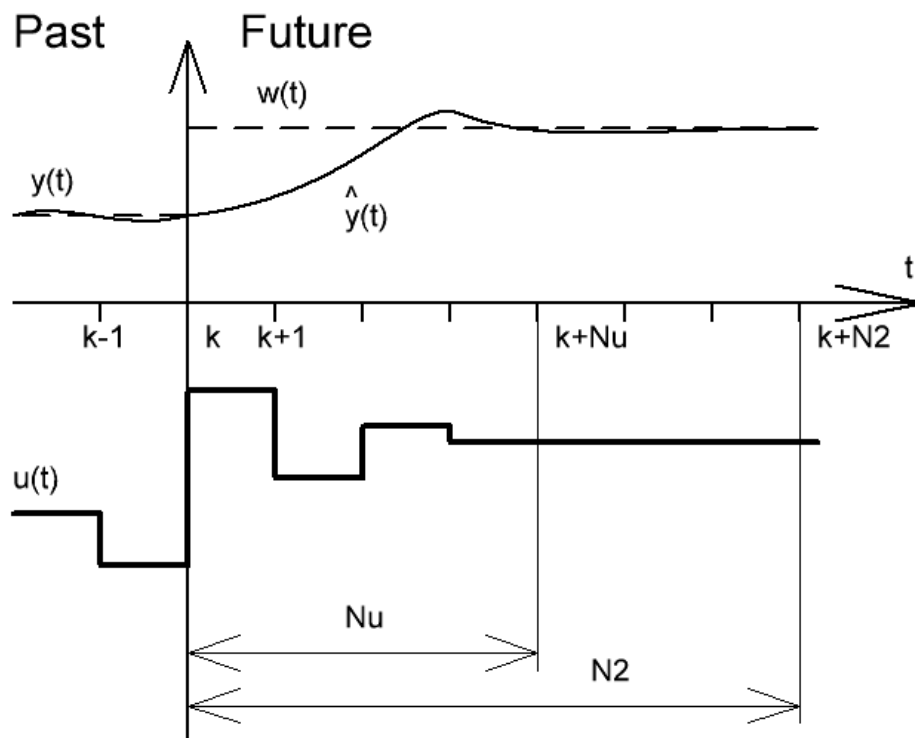 Past
Future
w(t)
y(t)
ŷ(t)
t
k-1
k
k+1
k+Nu
k+N2
u(t)
Nu
N2